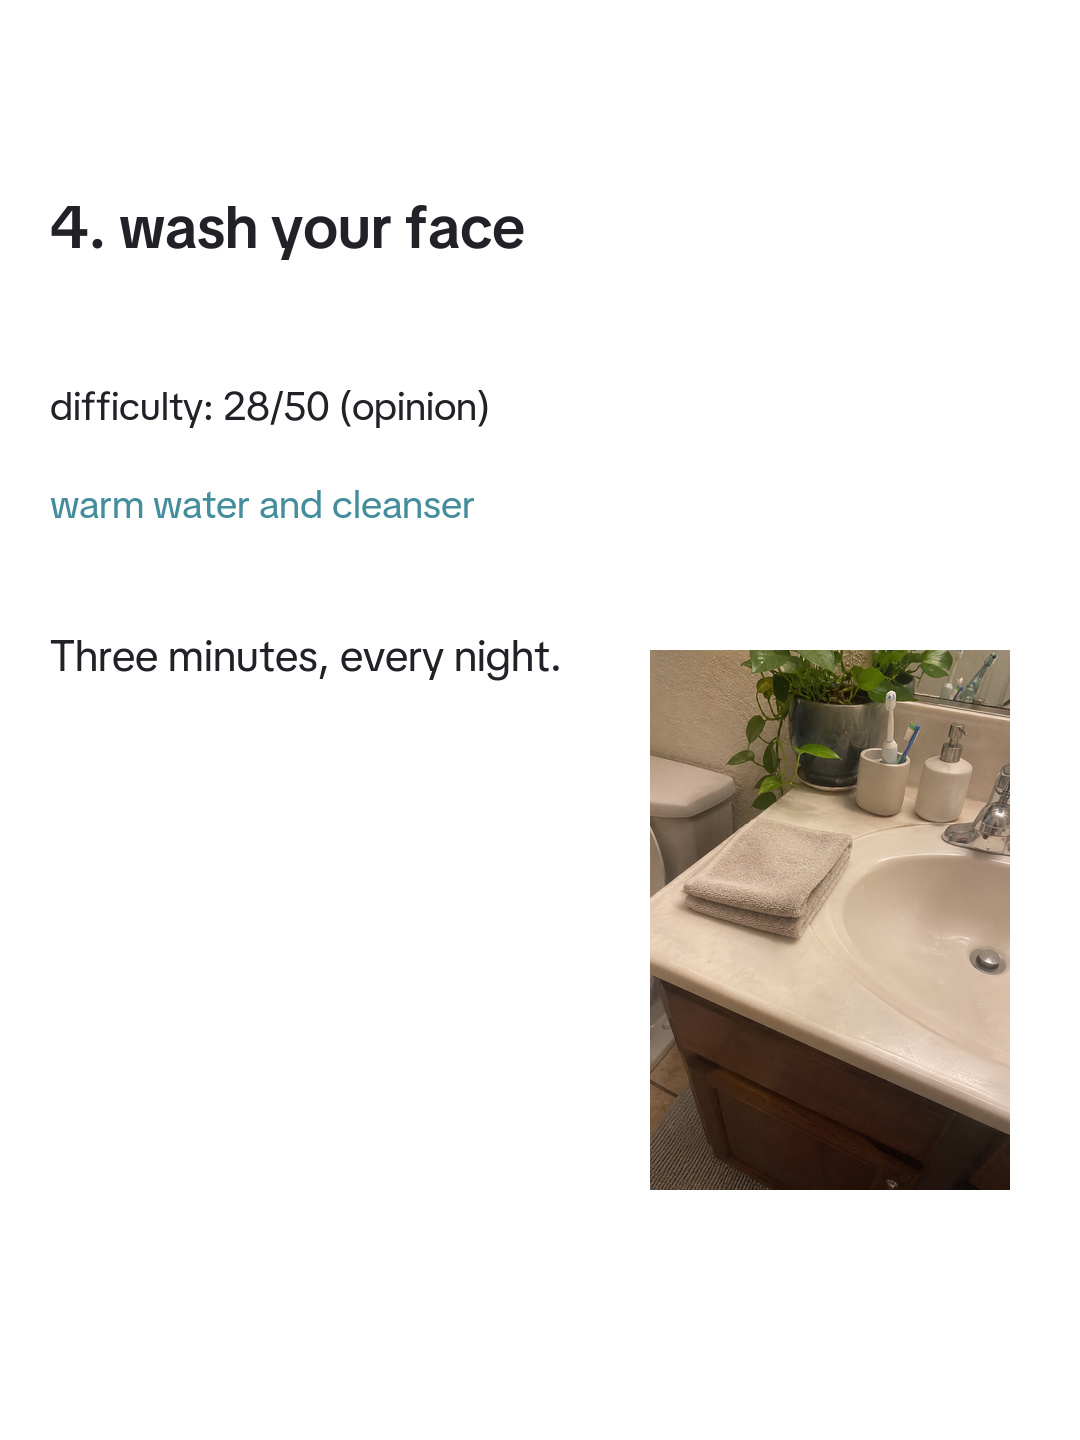 4. wash your face
difficulty: 28/50 (opinion)
warm water and cleanser
Three minutes, every night.